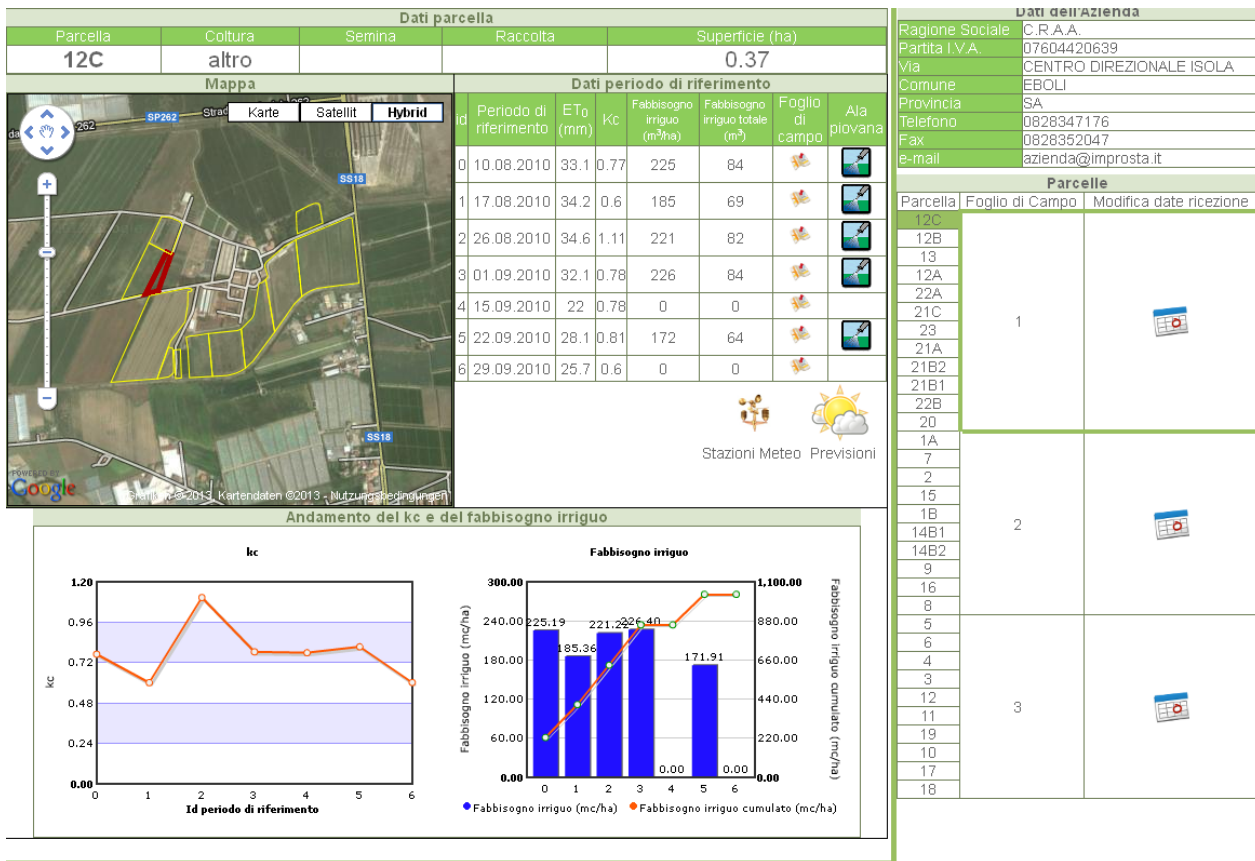 Dati parcella
Parcella Coltura Semina Raccolta Superficie (ha)
12C altro 0.37
Mappa
SP262
Karte Satellit Hybrid
262
SS18
SS18
POWERED BY
Google
Grafiken ©2013, Kartendaten ©2013 - Nutzungsbedingungen
Dati periodo di riferimento
id Periodo di riferimento ET0 (mm) Kc Fabbisogno irriguo (m³/ha) Fabbisogno irriguo totale (m³) Foglio di campo Ala piovana
0 10.08.2010 33.1 0.77 225 84
1 17.08.2010 34.2 0.6 185 69
2 26.08.2010 34.6 1.11 221 82
3 01.09.2010 32.1 0.78 226 84
4 15.09.2010 22 0.78 0 0
5 22.09.2010 28.1 0.81 172 64
6 29.09.2010 25.7 0.6 0 0
Stazioni Meteo Previsioni
Andamento del kc e del fabbisogno irriguo
kc
1.20
0.96
0.72
0.48
0.24
0.00
kc
0 1 2 3 4 5 6
Id periodo di riferimento
Fabbisogno irriguo
300.00 1,100.00
240.00 880.00
180.00 660.00
120.00 440.00
60.00 220.00
0.00 0.00
Fabbisogno irriguo (mc/ha)
Fabbisogno irriguo cumulato (mc/ha)
225.19 185.36 221.22 226.40 0.00 171.91 0.00
0 1 2 3 4 5 6
Fabbisogno irriguo (mc/ha) Fabbisogno irriguo cumulato (mc/ha)
Dati dell'Azienda
Ragione Sociale C.R.A.A.
Partita I.V.A. 07604420639
Via CENTRO DIREZIONALE ISOLA
Comune EBOLI
Provincia SA
Telefono 0828347176
Fax 0828352047
e-mail azienda@improsta.it
Parcelle
Parcella Foglio di Campo Modifica date ricezione
12C
12B
13
12A
22A
21C
23
21A
21B2
21B1
22B
20
1
1A
7
2
15
1B
14B1
14B2
9
16
8
2
5
6
4
3
12
11
19
10
17
18
3